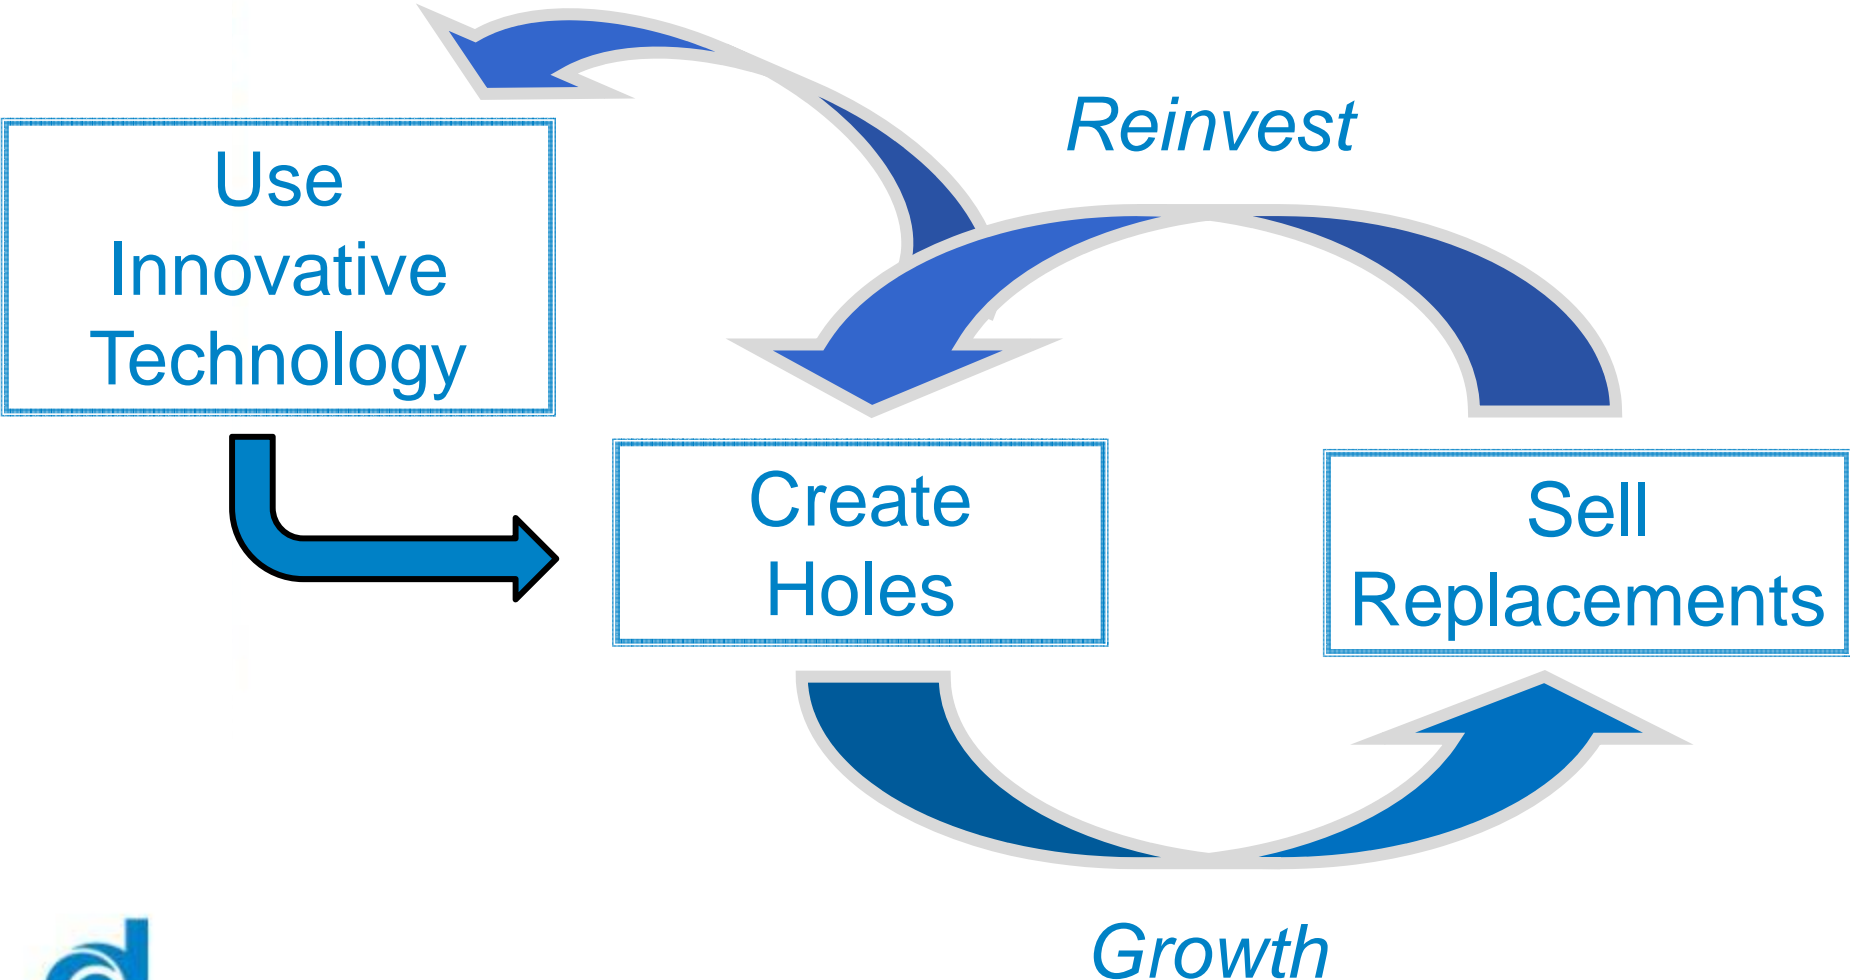 Reinvest
Use
Innovative
Technology
Create
Holes
Sell
Replacements
Growth